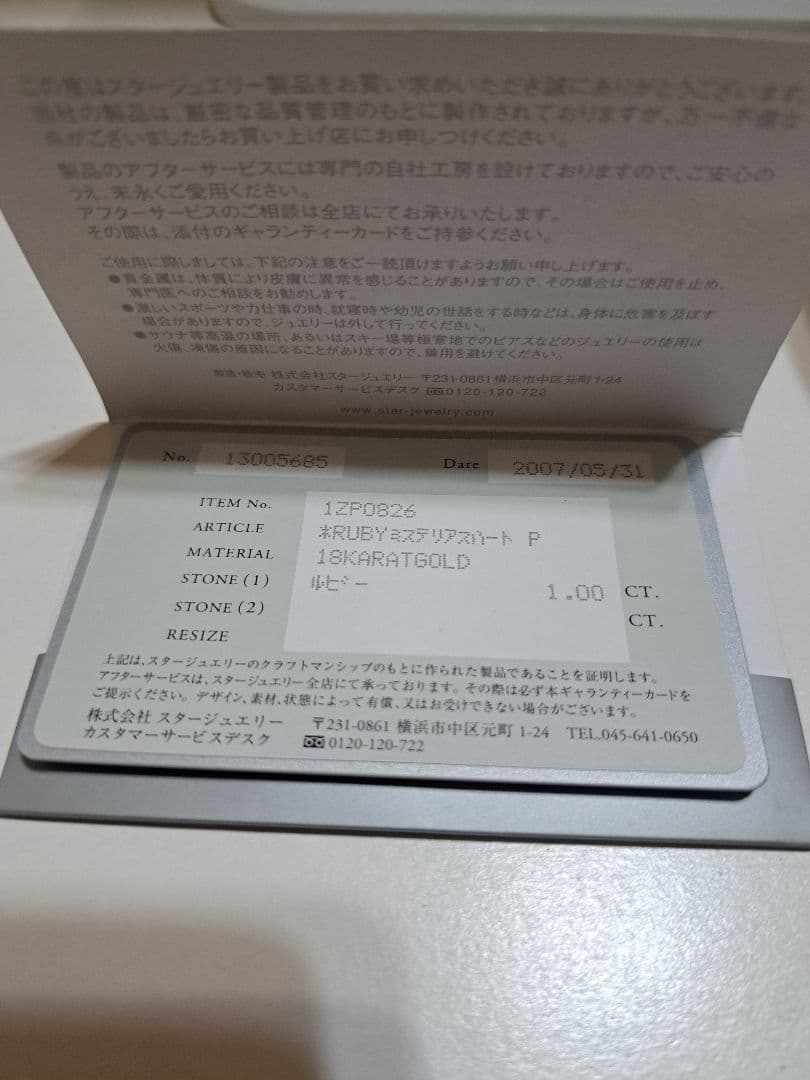 この度はスタージュエリー製品をお買い求めいただき誠にありがとうございます。
当社の製品は、厳密な品質管理のもとに製作されておりますが、万一不備な
点がございましたらお買い上げ店にお申しつけください。
製品のアフターサービスには専門の自社工房を設けておりますので、ご安心の
うえ、末永くご愛用ください。
アフターサービスのご相談は全店にてお承りいたします。
その際は、添付のギャランティーカードをご持参ください。
ご使用に際しましては、下記の注意をご一読頂けますようお願い申し上げます。
●貴金属は、体質により皮膚に異常を感じることがありますので、その場合はご使用を止め、
専門医へのご相談をお勧めします。
●激しいスポーツや力仕事の時、就寝時や幼児の世話をする時などは、身体に危害を及ぼす
場合がありますので、ジュエリーは外して行ってください。
●サウナ等高温の場所、あるいはスキー場等極寒地でのピアスなどのジュエリーの使用は
火傷、凍傷の原因になることがありますので、着用を避けてください。
製造・販売 株式会社スタージュエリー 〒231-0861 横浜市中区元町1-24
カスタマーサービスデスク 0120-120-722
www.star-jewelry.com
No. 13005685 Date 2007/05/31
ITEM No. 1ZP0826
ARTICLE *RUBYミステリアスハート P
MATERIAL 18KARATGOLD
STONE (1) ルビー 1.00 CT.
STONE (2) CT.
RESIZE
上記は、スタージュエリーのクラフトマンシップのもとに作られた製品であることを証明します。
アフターサービスは、スタージュエリー全店にて承っております。その際は必ず本ギャランティーカードを
ご提示ください。デザイン、素材、状態によって有償、又はお受けできない場合がございます。
株式会社 スタージュエリー 〒231-0861 横浜市中区元町 1-24 TEL.045-641-0650
カスタマーサービスデスク 0120-120-722